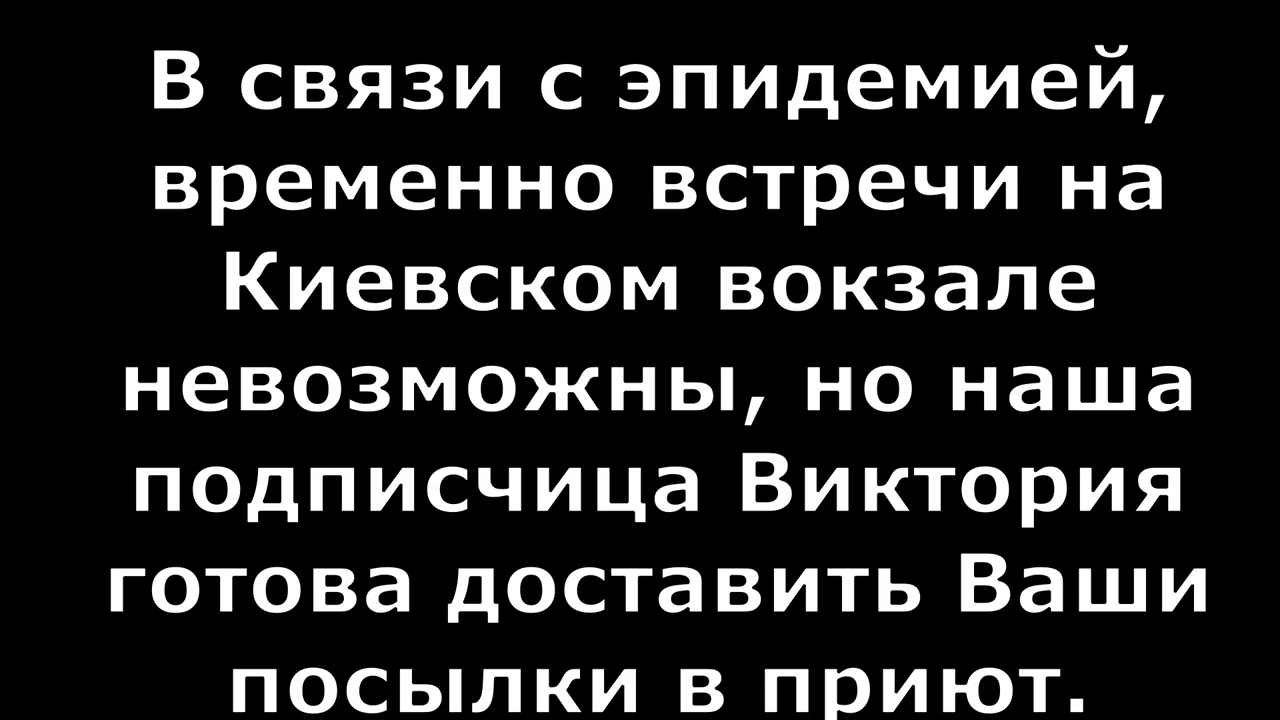 В связи с эпидемией,
временно встречи на
Киевском вокзале
невозможны, но наша
подписчица Виктория
готова доставить Ваши
посылки в приют.